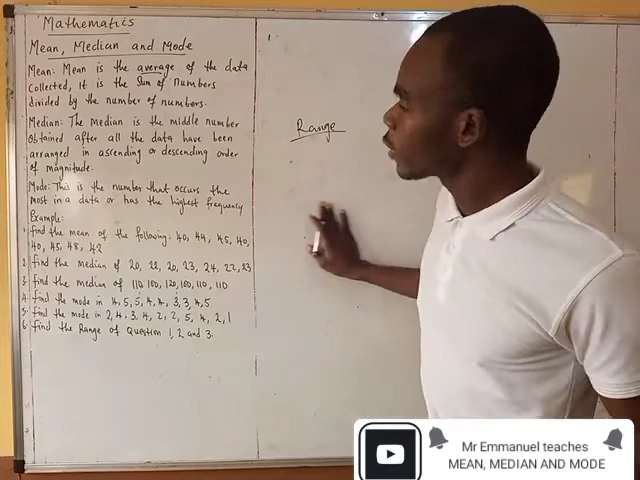 Mathematics
Mean, Median and Mode
Mean: Mean is the average of the data
collected, it is the Sum of numbers
divided by the number of numbers.
Median: The median is the middle number
obtained after all the data have been
arranged in ascending or descending order
of magnitude.
Mode: This is the number that occurs the
most in a data or has the highest frequency
Example:
1 find the mean of the following: 40, 44, 45, 40,
40, 45, 48, 42
2. find the median of 20, 22, 20, 23, 24, 22, 23
3. find the median of 110, 100, 120, 100, 110, 110
4. find the mode in 4, 5, 5, 4, 4, 3, 3, 4, 5
5. find the mode in 2, 4, 3, 4, 2, 2, 5, 4, 2, 1
6. find the Range of Question 1, 2 and 3.
Range
Mr Emmanuel teaches
MEAN, MEDIAN AND MODE